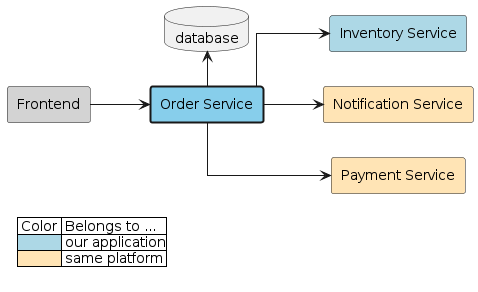 database
Inventory Service
Frontend
Order Service
Notification Service
Payment Service
Color Belongs to ...
our application
same platform